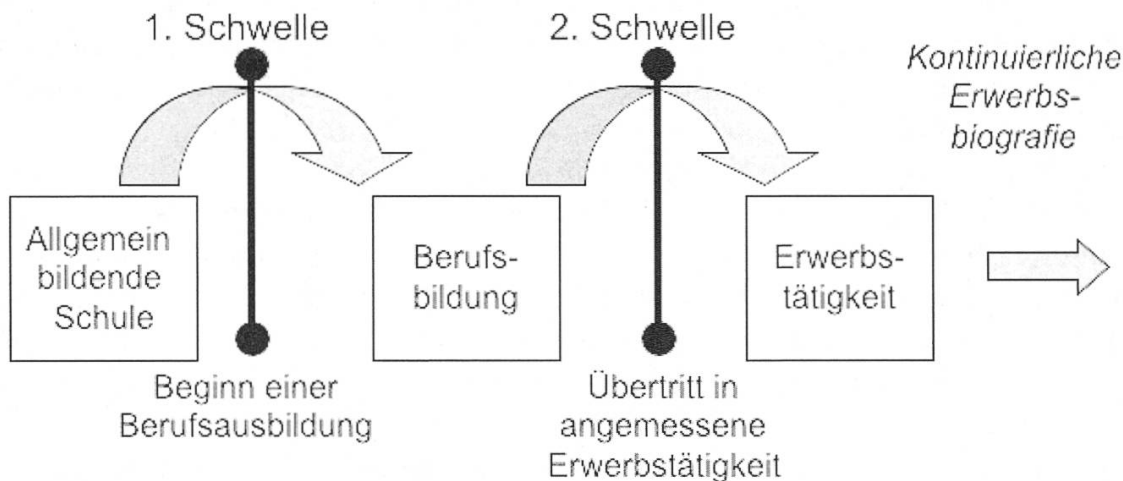 1. Schwelle
2. Schwelle
Kontinuierliche
Erwerbs-
biografie
Allgemein
bildende
Schule
Berufs-
bildung
Erwerbs-
tätigkeit
Beginn einer
Berufsausbildung
Übertritt in
angemessene
Erwerbstätigkeit